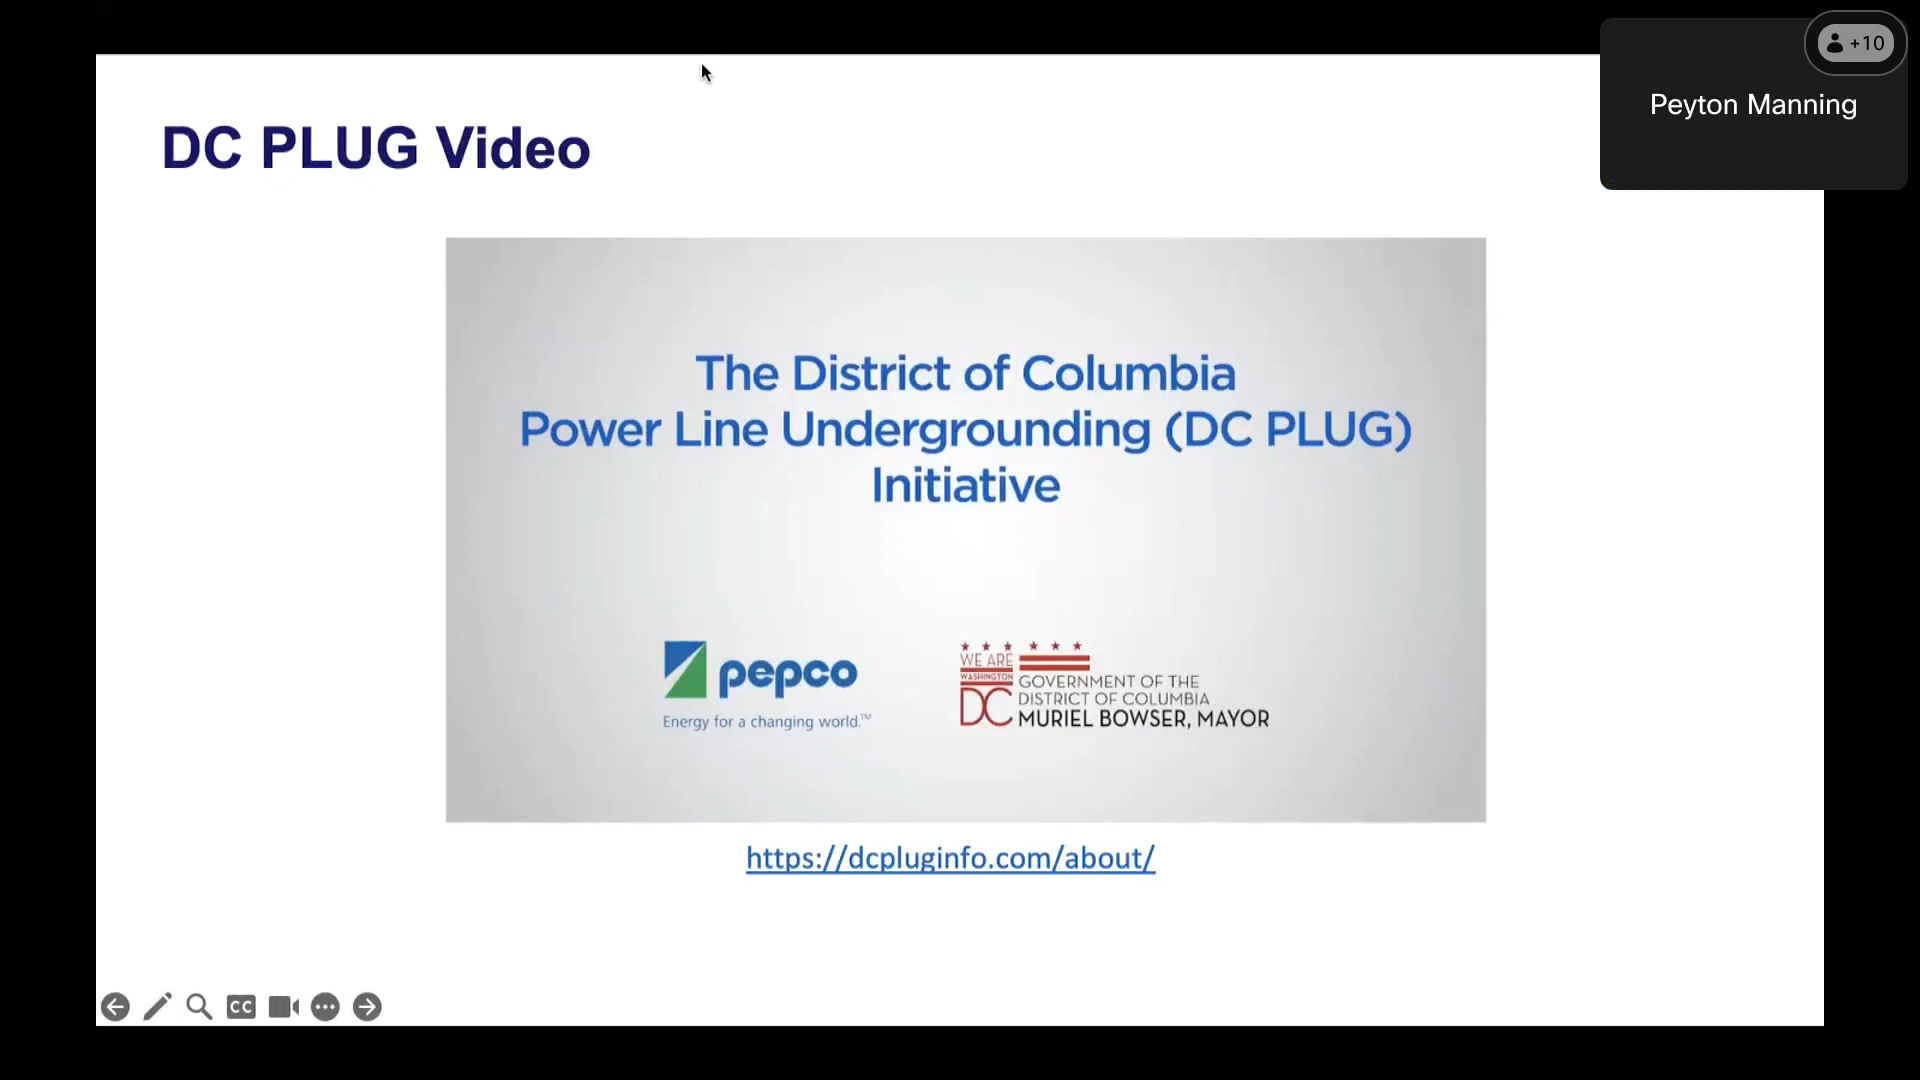 +10
Peyton Manning
DC PLUG Video
The District of Columbia
Power Line Undergrounding (DC PLUG)
Initiative
pepco
Energy for a changing world.™
WE ARE
WASHINGTON
DC
GOVERNMENT OF THE
DISTRICT OF COLUMBIA
MURIEL BOWSER, MAYOR
https://dcpluginfo.com/about/
CC